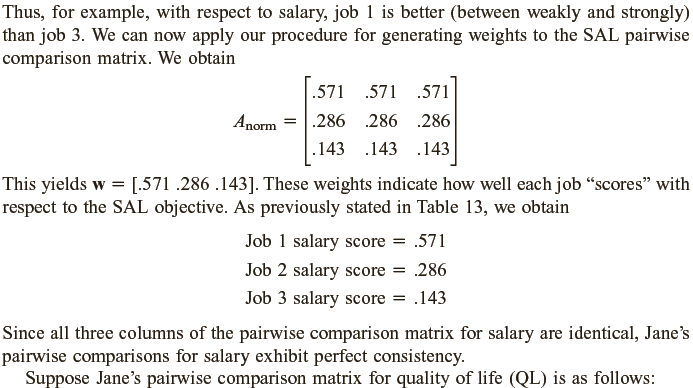 Thus, for example, with respect to salary, job 1 is better (between weakly and strongly)
than job 3. We can now apply our procedure for generating weights to the SAL pairwise
comparison matrix. We obtain
.571 .571 .571
Anorm = .286 .286 .286
.143 .143 .143
This yields w = [.571 .286 .143]. These weights indicate how well each job “scores” with
respect to the SAL objective. As previously stated in Table 13, we obtain
Job 1 salary score = .571
Job 2 salary score = .286
Job 3 salary score = .143
Since all three columns of the pairwise comparison matrix for salary are identical, Jane’s
pairwise comparisons for salary exhibit perfect consistency.
Suppose Jane’s pairwise comparison matrix for quality of life (QL) is as follows: